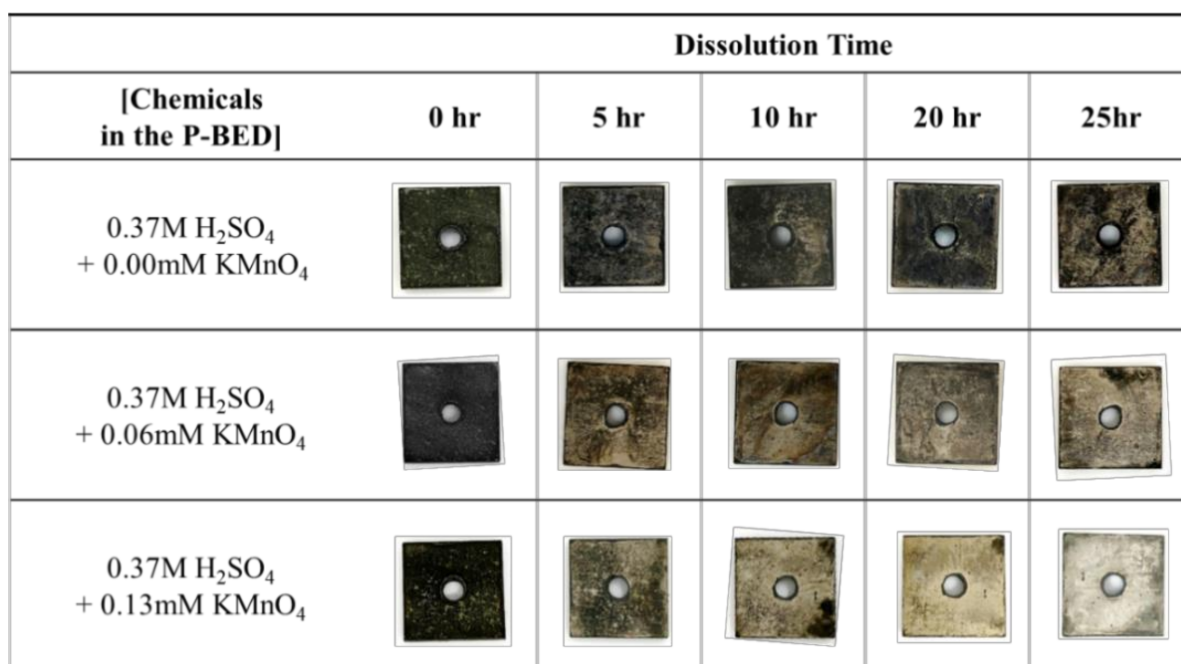 Dissolution Time
[Chemicals
in the P-BED]
0 hr
5 hr
10 hr
20 hr
25hr
0.37M H₂SO₄
+ 0.00mM KMnO₄
0.37M H₂SO₄
+ 0.06mM KMnO₄
0.37M H₂SO₄
+ 0.13mM KMnO₄